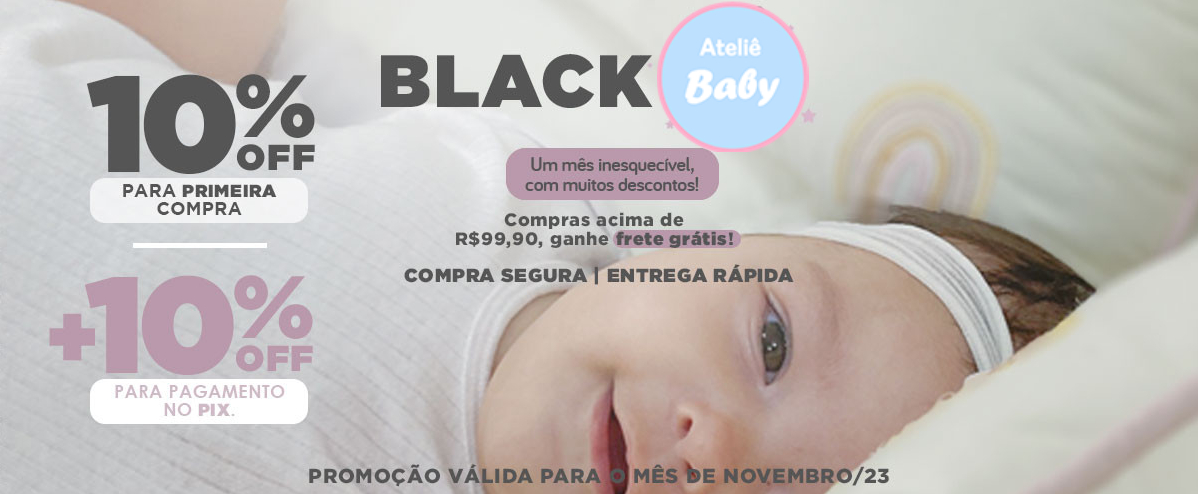 10%
OFF
PARA PRIMEIRA
COMPRA
+10%
OFF
PARA PAGAMENTO
NO PIX.
BLACK
Ateliê
Baby
Um mês inesquecível,
com muitos descontos!
Compras acima de
R$99,90, ganhe frete grátis!
COMPRA SEGURA | ENTREGA RÁPIDA
PROMOÇÃO VÁLIDA PARA O MÊS DE NOVEMBRO/23